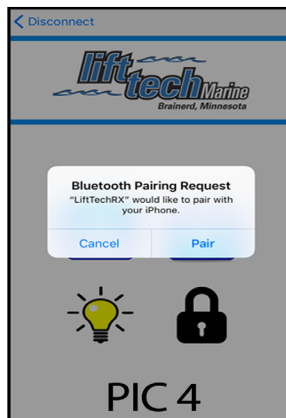 Disconnect
lift
tech Marine
Brainerd, Minnesota
Bluetooth Pairing Request
"LiftTechRX" would like to pair with
your iPhone.
Cancel Pair
PIC 4